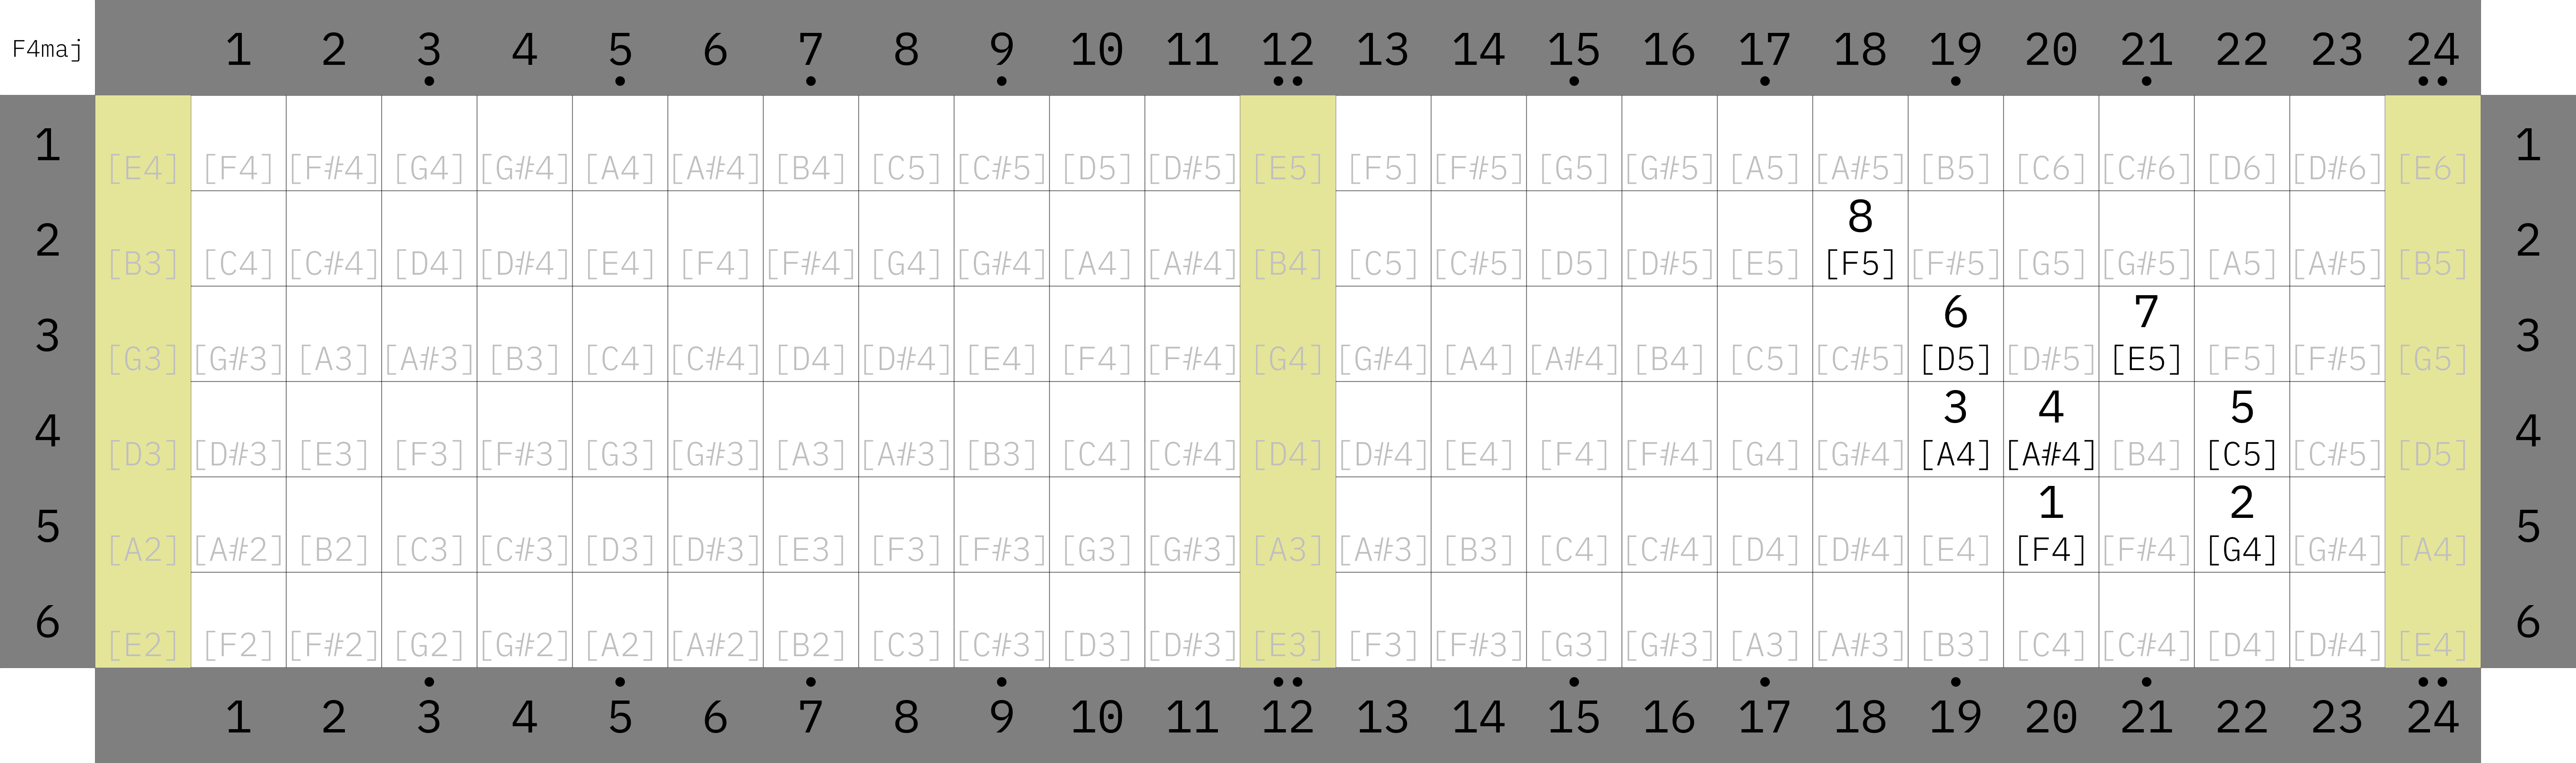 F4maj 1 2 3 4 5 6 7 8 9 10 11 12 13 14 15 16 17 18 19 20 21 22 23 24
1 [E4] [F4] [F#4] [G4] [G#4] [A4] [A#4] [B4] [C5] [C#5] [D5] [D#5] [E5] [F5] [F#5] [G5] [G#5] [A5] [A#5] [B5] [C6] [C#6] [D6] [D#6] [E6] 1
8
2 [B3] [C4] [C#4] [D4] [D#4] [E4] [F4] [F#4] [G4] [G#4] [A4] [A#4] [B4] [C5] [C#5] [D5] [D#5] [E5] [F5] [F#5] [G5] [G#5] [A5] [A#5] [B5] 2
6 7
3 [G3] [G#3] [A3] [A#3] [B3] [C4] [C#4] [D4] [D#4] [E4] [F4] [F#4] [G4] [G#4] [A4] [A#4] [B4] [C5] [C#5] [D5] [D#5] [E5] [F5] [F#5] [G5] 3
3 4 5
4 [D3] [D#3] [E3] [F3] [F#3] [G3] [G#3] [A3] [A#3] [B3] [C4] [C#4] [D4] [D#4] [E4] [F4] [F#4] [G4] [G#4] [A4] [A#4] [B4] [C5] [C#5] [D5] 4
1 2
5 [A2] [A#2] [B2] [C3] [C#3] [D3] [D#3] [E3] [F3] [F#3] [G3] [G#3] [A3] [A#3] [B3] [C4] [C#4] [D4] [D#4] [E4] [F4] [F#4] [G4] [G#4] [A4] 5
6 [E2] [F2] [F#2] [G2] [G#2] [A2] [A#2] [B2] [C3] [C#3] [D3] [D#3] [E3] [F3] [F#3] [G3] [G#3] [A3] [A#3] [B3] [C4] [C#4] [D4] [D#4] [E4] 6
1 2 3 4 5 6 7 8 9 10 11 12 13 14 15 16 17 18 19 20 21 22 23 24